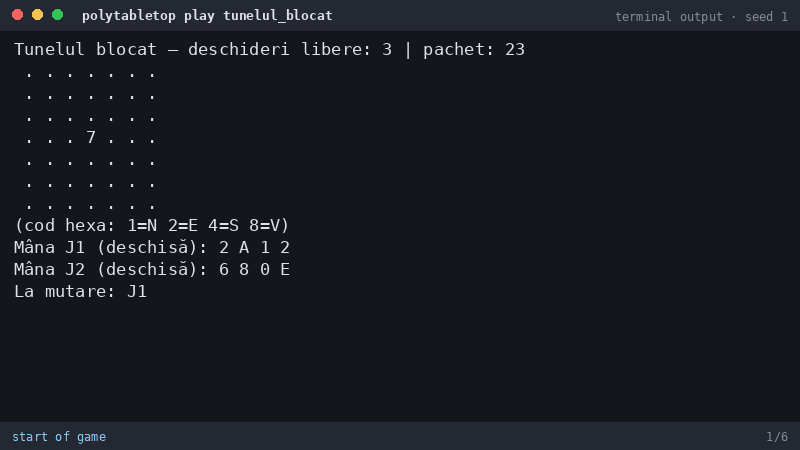 polytabletop play tunelul_blocat
terminal output · seed 1
Tunelul blocat — deschideri libere: 3 | pachet: 23
. . . . . . .
. . . . . . .
. . . . . . .
. . . 7 . . .
. . . . . . .
. . . . . . .
. . . . . . .
(cod hexa: 1=N 2=E 4=S 8=V)
Mâna J1 (deschisă): 2 A 1 2
Mâna J2 (deschisă): 6 8 0 E
La mutare: J1
start of game
1/6